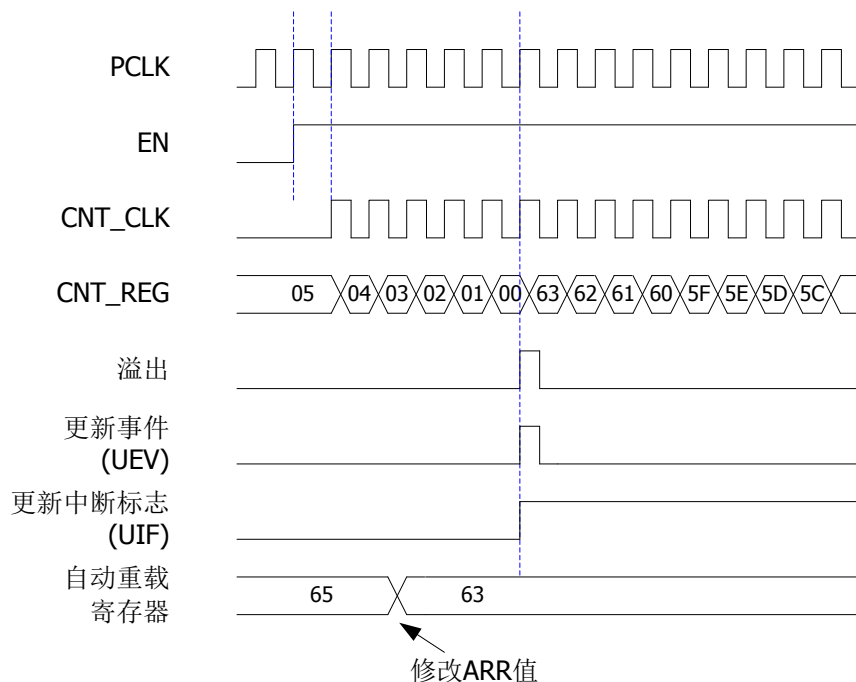 PCLK
EN
CNT_CLK
CNT_REG
05 04 03 02 01 00 63 62 61 60 5F 5E 5D 5C
溢出
更新事件
(UEV)
更新中断标志
(UIF)
自动重载
寄存器
65 63
修改ARR值